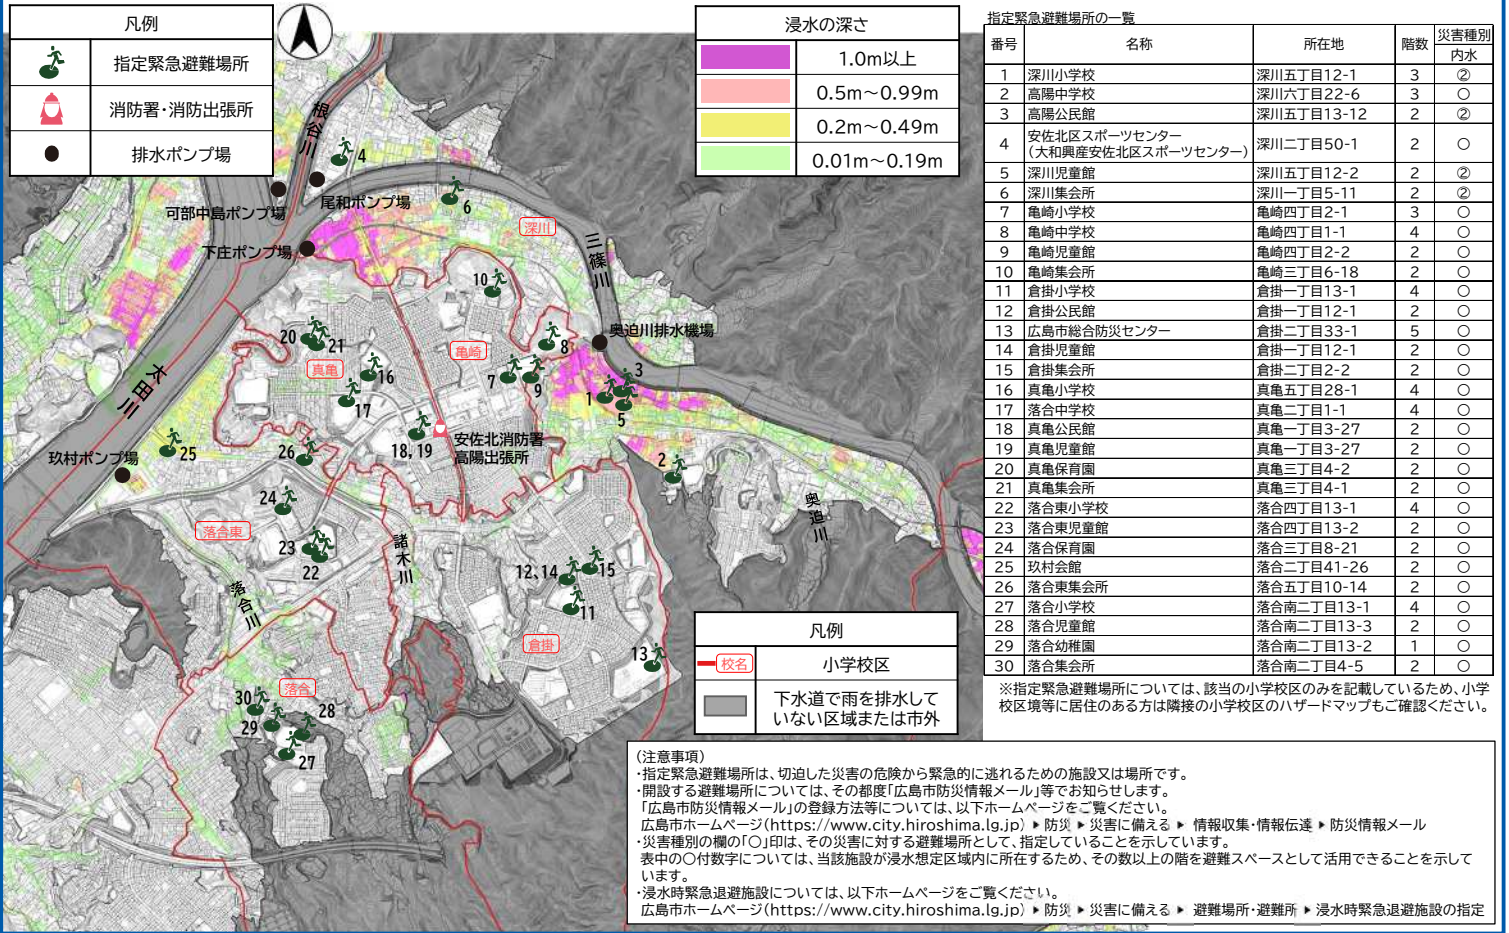 凡例
指定緊急避難場所
消防署・消防出張所
排水ポンプ場
浸水の深さ
1.0m以上
0.5m～0.99m
0.2m～0.49m
0.01m～0.19m
根谷川
4
可部中島ポンプ場
尾和ポンプ場
6
深川
下庄ポンプ場
三篠川
10
奥迫川排水機場
20
21
8
亀崎
真亀
16
7
9
3
1
5
太田川
17
18,19
安佐北消防署
高陽出張所
25
26
2
玖村ポンプ場
24
奥迫川
落合東
23
22
諸木川
12、14
15
11
落合川
倉掛
13
落合
30
29
28
27
指定緊急避難場所の一覧
番号 名称 所在地 階数 災害種別
内水
1 深川小学校 深川五丁目12-1 3 ②
2 高陽中学校 深川六丁目22-6 3 ○
3 高陽公民館 深川五丁目13-12 2 ②
4 安佐北区スポーツセンター
(大和興産安佐北区スポーツセンター) 深川二丁目50-1 2 ○
5 深川児童館 深川五丁目12-2 2 ②
6 深川集会所 深川一丁目5-11 2 ②
7 亀崎小学校 亀崎四丁目2-1 3 ○
8 亀崎中学校 亀崎四丁目1-1 4 ○
9 亀崎児童館 亀崎四丁目2-2 2 ○
10 亀崎集会所 亀崎三丁目6-18 2 ○
11 倉掛小学校 倉掛一丁目13-1 4 ○
12 倉掛公民館 倉掛一丁目12-1 2 ○
13 広島市総合防災センター 倉掛二丁目33-1 5 ○
14 倉掛児童館 倉掛一丁目12-1 2 ○
15 倉掛集会所 倉掛二丁目2-2 2 ○
16 真亀小学校 真亀五丁目28-1 4 ○
17 落合中学校 真亀二丁目1-1 4 ○
18 真亀公民館 真亀一丁目3-27 2 ○
19 真亀児童館 真亀一丁目3-27 2 ○
20 真亀保育園 真亀三丁目4-2 2 ○
21 真亀集会所 真亀三丁目4-1 2 ○
22 落合東小学校 落合四丁目13-1 4 ○
23 落合東児童館 落合四丁目13-2 2 ○
24 落合保育園 落合三丁目8-21 2 ○
25 玖村会館 落合二丁目41-26 2 ○
26 落合東集会所 落合五丁目10-14 2 ○
27 落合小学校 落合南二丁目13-1 4 ○
28 落合児童館 落合南二丁目13-3 2 ○
29 落合幼稚園 落合南二丁目13-2 1 ○
30 落合集会所 落合南二丁目4-5 2 ○
※指定緊急避難場所については、該当の小学校区のみを記載しているため、小学
校区境等に居住のある方は隣接の小学校区のハザードマップもご確認ください。
凡例
校名 小学校区
下水道で雨を排水して
いない区域または市外
(注意事項)
・指定緊急避難場所は、切迫した災害の危険から緊急的に逃れるための施設又は場所です。
・開設する避難場所については、その都度「広島市防災情報メール」等でお知らせします。
「広島市防災情報メール」の登録方法等については、以下ホームページをご覧ください。
広島市ホームページ(https://www.city.hiroshima.lg.jp)▶防災▶災害に備える▶情報収集・情報伝達▶防災情報メール
・災害種別の欄の「○」印は、その災害に対する避難場所として、指定していることを示しています。
表中の○付数字については、当該施設が浸水想定区域内に所在するため、その数以上の階を避難スペースとして活用できることを示して
います。
・浸水時緊急退避施設については、以下ホームページをご覧ください。
広島市ホームページ(https://www.city.hiroshima.lg.jp)▶防災▶災害に備える▶避難場所・避難所▶浸水時緊急退避施設の指定